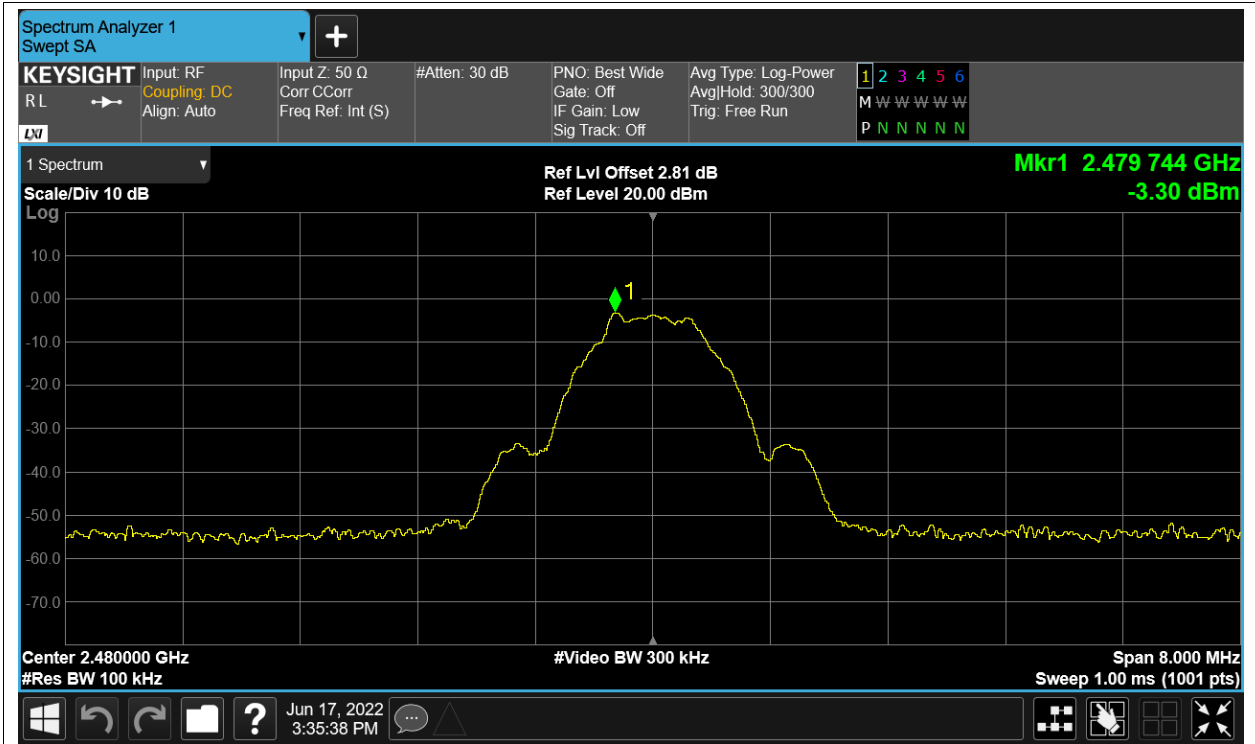 Spectrum Analyzer 1
Swept SA
KEYSIGHT
R L
LXI
Input: RF
Coupling: DC
Align: Auto
Input Z: 50 Ω
Corr CCorr
Freq Ref: Int (S)
#Atten: 30 dB
PNO: Best Wide
Gate: Off
IF Gain: Low
Sig Track: Off
Avg Type: Log-Power
Avg|Hold: 300/300
Trig: Free Run
1 2 3 4 5 6
M W W W W W
P N N N N N
1 Spectrum
Scale/Div 10 dB
Ref Lvl Offset 2.81 dB
Ref Level 20.00 dBm
Mkr1 2.479 744 GHz
-3.30 dBm
Log
10.0
0.00
-10.0
-20.0
-30.0
-40.0
-50.0
-60.0
-70.0
1
Center 2.480000 GHz
#Video BW 300 kHz
Span 8.000 MHz
#Res BW 100 kHz
Sweep 1.00 ms (1001 pts)
?
Jun 17, 2022
3:35:38 PM